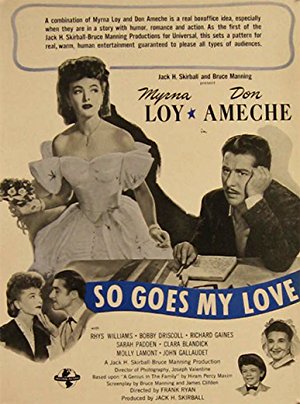 A combination of Myrna Loy and Don Ameche is a real boxoffice idea, especially
when they are in a story with humor, romance and action. As the first of the
Jack H. Skirball-Bruce Manning Productions for Universal, this sets a pattern for
real, warm, human entertainment guaranteed to please all types of audiences.
Jack H. Skirball and Bruce Manning
present
Myrna Don
LOY ★ AMECHE
in
SO GOES MY LOVE
with
RHYS WILLIAMS · BOBBY DRISCOLL · RICHARD GAINES
SARAH PADDEN · CLARA BLANDICK
MOLLY LAMONT · JOHN GALLAUDET
A Jack H. Skirball-Bruce Manning Production
Director of Photography, Joseph Valentine
Based upon "A Genius In The Family" by Hiram Percy Maxim
Screenplay by Bruce Manning and James Clifden
Directed by FRANK RYAN
Produced by JACK H. SKIRBALL